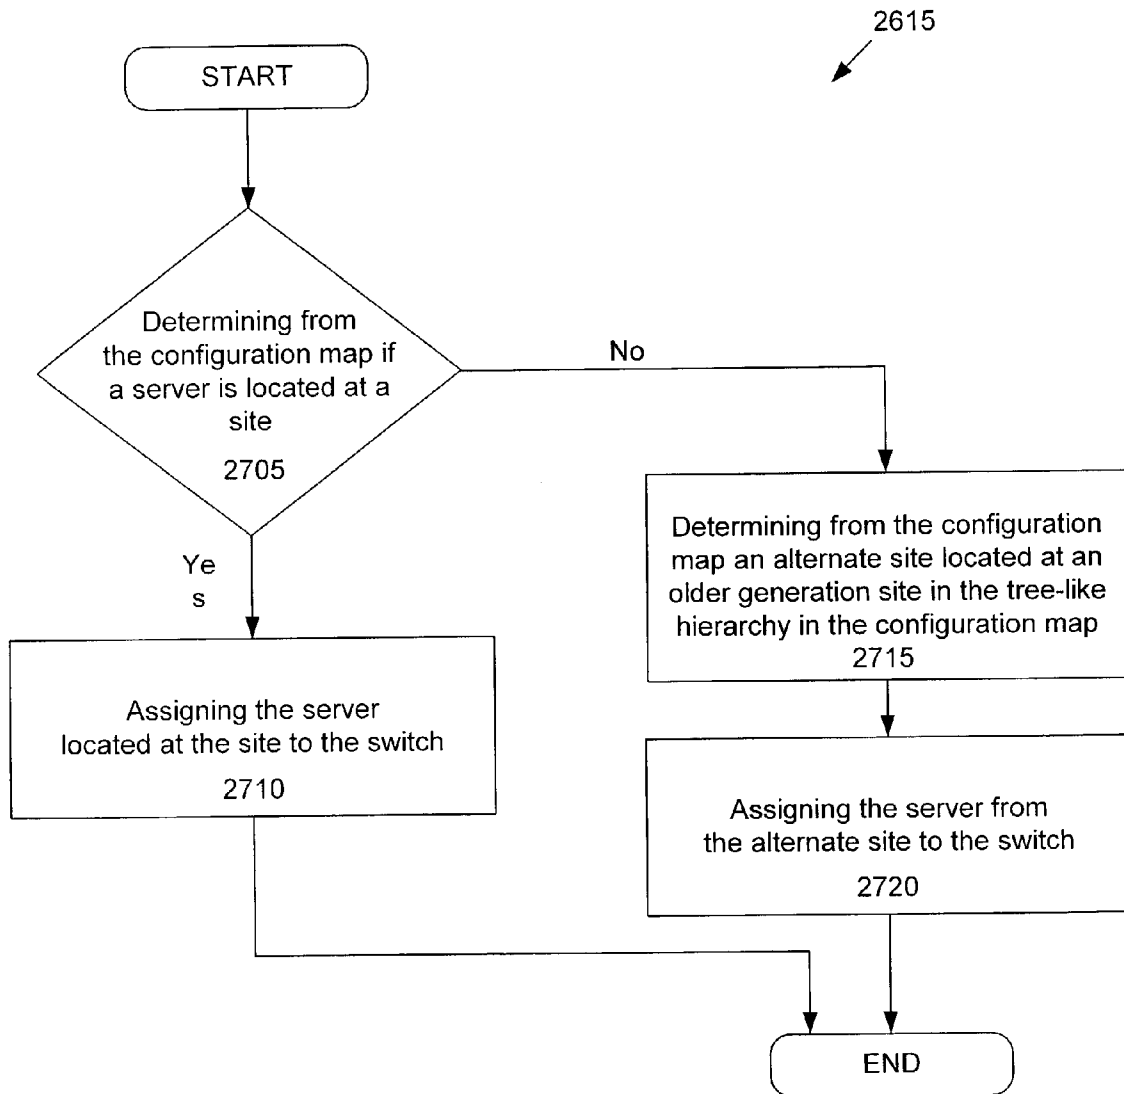 2615
START
Determining from
the configuration map if
a server is located at a
site
2705
No
Ye
s
Determining from the configuration
map an alternate site located at an
older generation site in the tree-like
hierarchy in the configuration map
2715
Assigning the server
located at the site to the switch
2710
Assigning the server from
the alternate site to the switch
2720
END